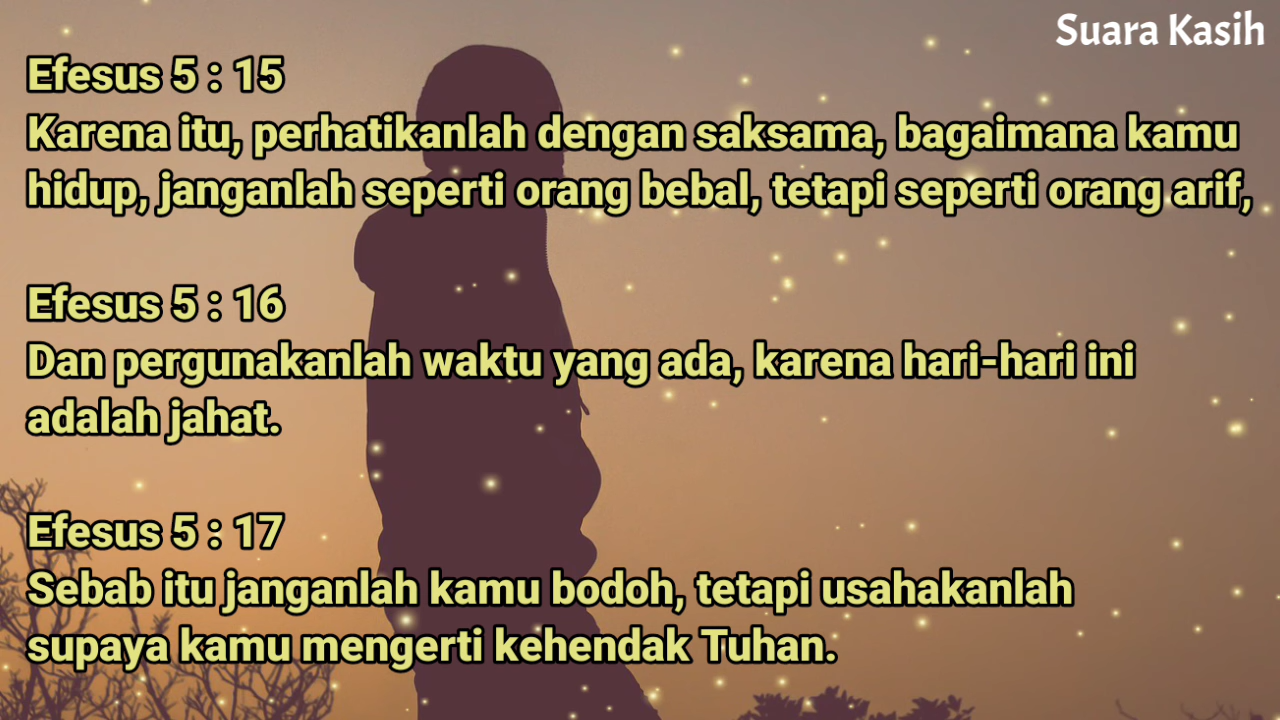 Suara Kasih
Efesus 5 : 15
Karena itu, perhatikanlah dengan saksama, bagaimana kamu
hidup, janganlah seperti orang bebal, tetapi seperti orang arif,
Efesus 5 : 16
Dan pergunakanlah waktu yang ada, karena hari-hari ini
adalah jahat.
Efesus 5 : 17
Sebab itu janganlah kamu bodoh, tetapi usahakanlah
supaya kamu mengerti kehendak Tuhan.